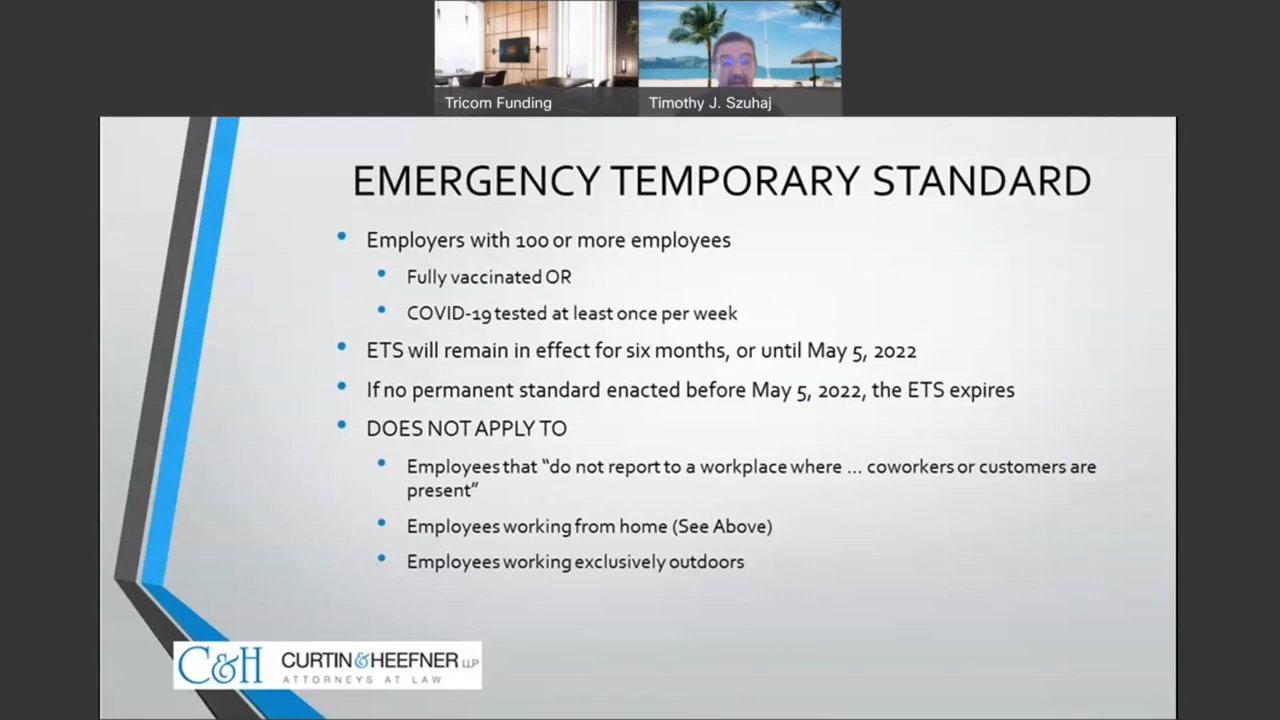 Tricom Funding
Timothy J. Szuhaj
EMERGENCY TEMPORARY STANDARD
• Employers with 100 or more employees
• Fully vaccinated OR
• COVID-19 tested at least once per week
• ETS will remain in effect for six months, or until May 5, 2022
• If no permanent standard enacted before May 5, 2022, the ETS expires
• DOES NOT APPLY TO
• Employees that “do not report to a workplace where ... coworkers or customers are
present”
• Employees working from home (See Above)
• Employees working exclusively outdoors
C&H CURTIN & HEEFNER LLP
ATTORNEYS AT LAW